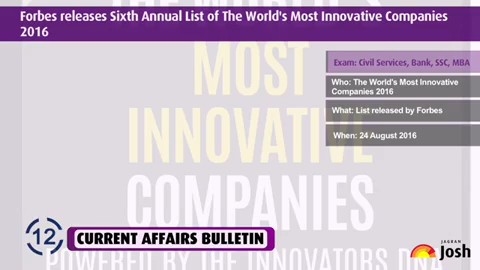 Forbes releases Sixth Annual List of The World's Most Innovative Companies
2016
THE WORLD'S
MOST
INNOVATIVE
COMPANIES
POWERED BY THE INNOVATORS DNA
Exam: Civil Services, Bank, SSC, MBA
Who: The World's Most Innovative
Companies 2016
What: List released by Forbes
When: 24 August 2016
12
CURRENT AFFAIRS BULLETIN
JAGRAN
Josh